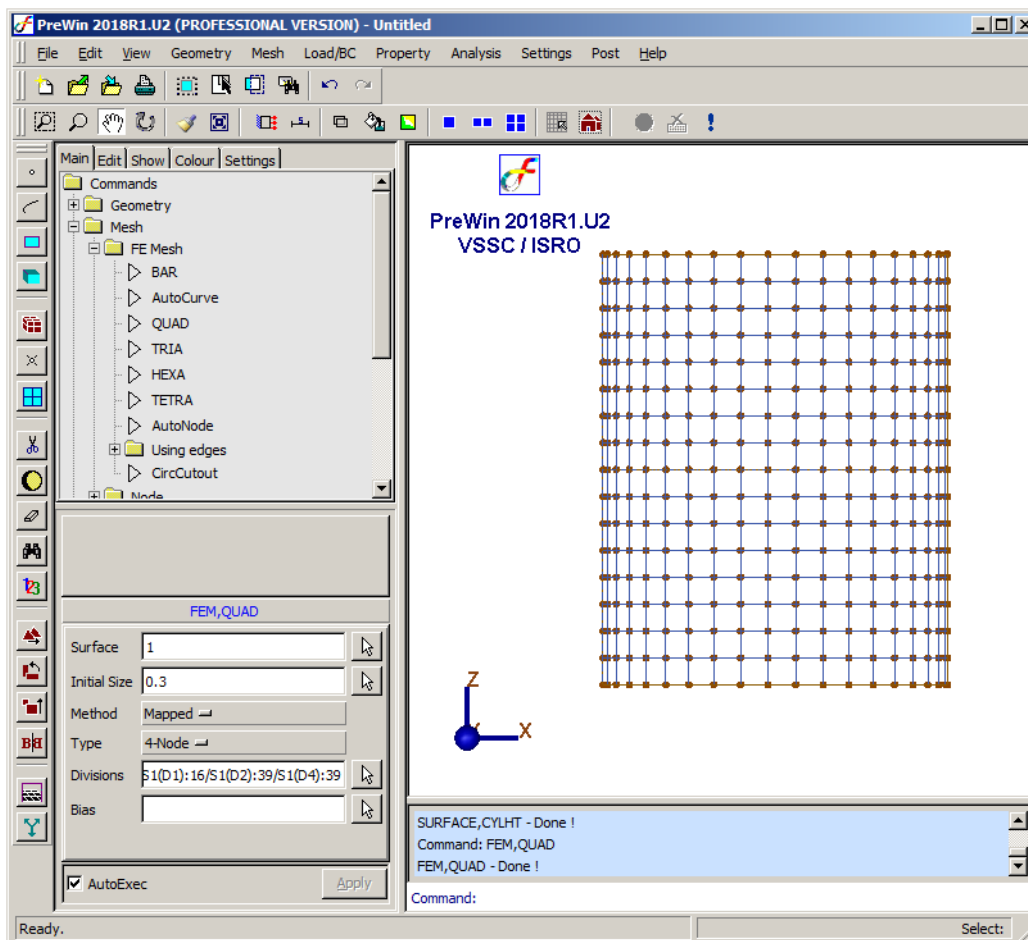 PreWin 2018R1.U2 (PROFESSIONAL VERSION) - Untitled
File Edit View Geometry Mesh Load/BC Property Analysis Settings Post Help
Main Edit Show Colour Settings
Commands
Geometry
Mesh
FE Mesh
BAR
AutoCurve
QUAD
TRIA
HEXA
TETRA
AutoNode
Using edges
CircCutout
Node
123
B
FEM,QUAD
Surface 1
Initial Size 0.3
Method Mapped
Type 4-Node
Divisions S1(D1):16/S1(D2):39/S1(D4):39
Bias
AutoExec Apply
PreWin 2018R1.U2
VSSC / ISRO
Z
X
SURFACE,CYLHT - Done !
Command: FEM,QUAD
FEM,QUAD - Done !
Command:
Ready. Select: